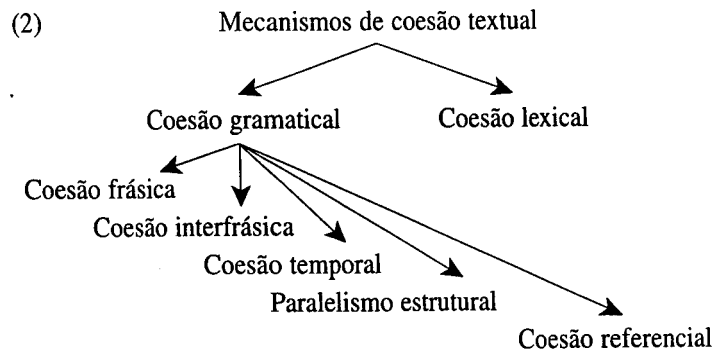 (2) Mecanismos de coesão textual
Coesão gramatical Coesão lexical
Coesão frásica
Coesão interfrásica
Coesão temporal
Paralelismo estrutural
Coesão referencial